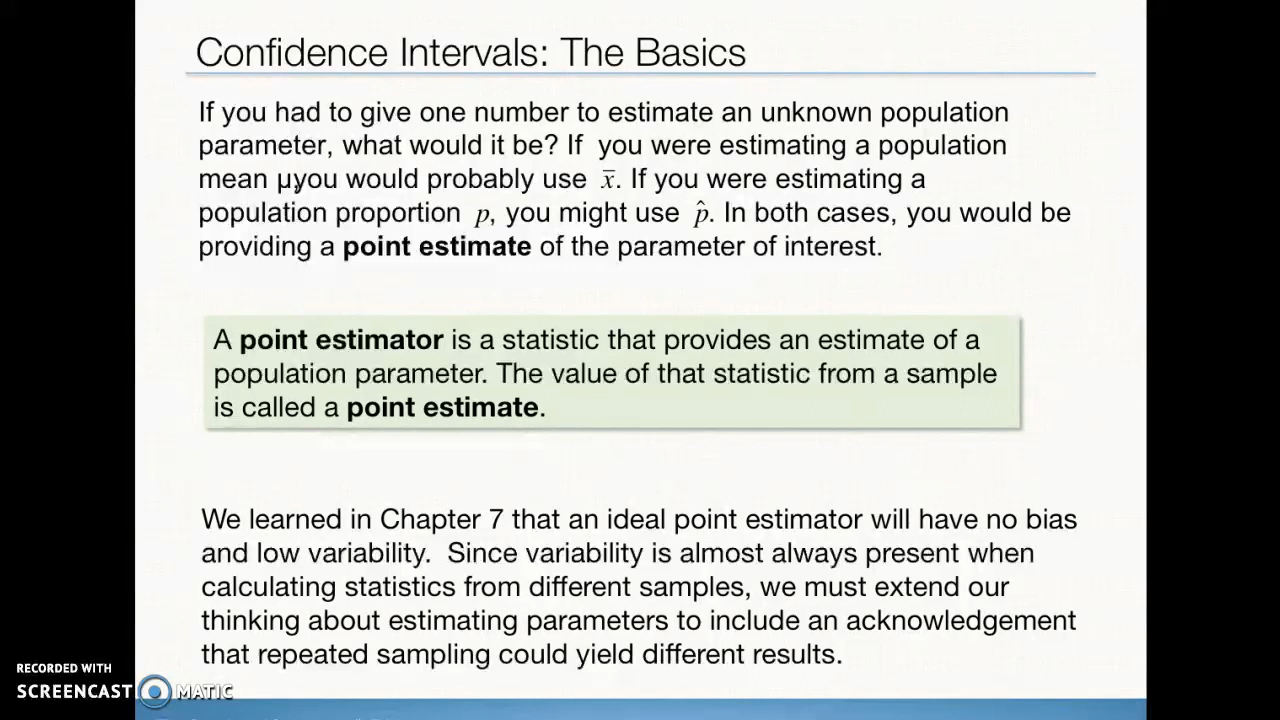 Confidence Intervals: The Basics
If you had to give one number to estimate an unknown population
parameter, what would it be? If you were estimating a population
mean μ, you would probably use x̄. If you were estimating a
population proportion p, you might use p̂. In both cases, you would be
providing a point estimate of the parameter of interest.
A point estimator is a statistic that provides an estimate of a
population parameter. The value of that statistic from a sample
is called a point estimate.
We learned in Chapter 7 that an ideal point estimator will have no bias
and low variability. Since variability is almost always present when
calculating statistics from different samples, we must extend our
thinking about estimating parameters to include an acknowledgement
that repeated sampling could yield different results.
RECORDED WITH
SCREENCAST MATIC